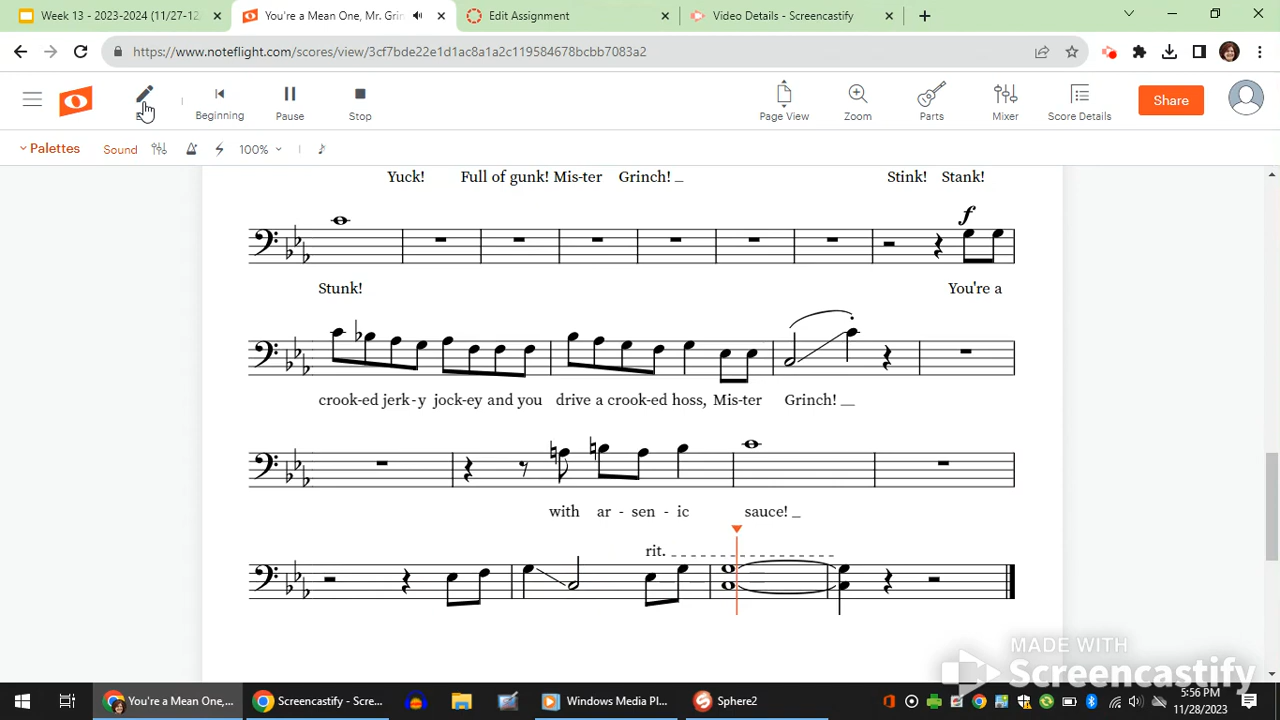 Week 13 - 2023-2024 (11/27-12
You're a Mean One, Mr. Grin
Edit Assignment
Video Details - Screencastify
https://www.noteflight.com/scores/view/3cf7bde22e1d1ac8a1a2c119584678bcbb7083a2
Beginning
Pause
Stop
Page View
Zoom
Parts
Mixer
Score Details
Share
Palettes
Sound
100%
Yuck! Full of gunk! Mis-ter Grinch! _ Stink! Stank!
f
Stunk! You're a
crook-ed jerk-y jock-ey and you drive a crook-ed hoss, Mis-ter Grinch! __
with ar - sen - ic sauce! _
rit.
MADE WITH
Screencastify
You're a Mean One,...
Screencastify - Scre...
Windows Media Pl...
Sphere2
5:56 PM
11/28/2023